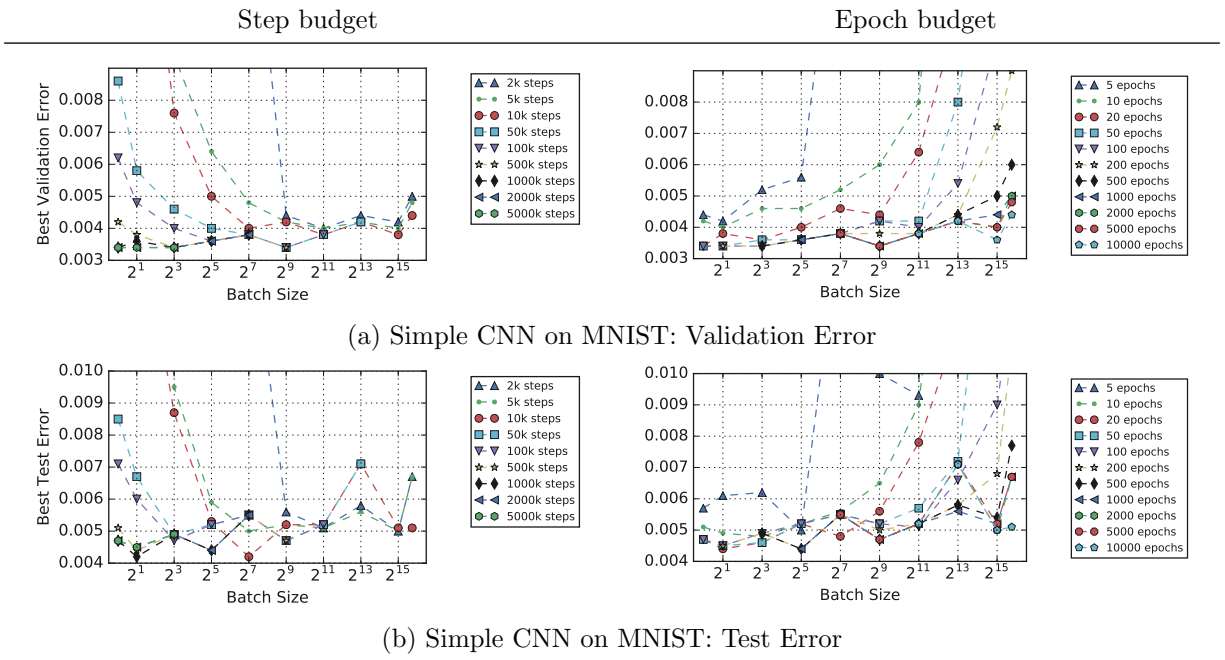 Step budget
Epoch budget
Best Validation Error
0.008
0.007
0.006
0.005
0.004
0.003
2^1
2^3
2^5
2^7
2^9
2^11
2^13
2^15
Batch Size
2k steps
5k steps
10k steps
50k steps
100k steps
500k steps
1000k steps
2000k steps
5000k steps
0.008
0.007
0.006
0.005
0.004
0.003
2^1
2^3
2^5
2^7
2^9
2^11
2^13
2^15
Batch Size
5 epochs
10 epochs
20 epochs
50 epochs
100 epochs
200 epochs
500 epochs
1000 epochs
2000 epochs
5000 epochs
10000 epochs
(a) Simple CNN on MNIST: Validation Error
Best Test Error
0.010
0.009
0.008
0.007
0.006
0.005
0.004
2^1
2^3
2^5
2^7
2^9
2^11
2^13
2^15
Batch Size
2k steps
5k steps
10k steps
50k steps
100k steps
500k steps
1000k steps
2000k steps
5000k steps
0.010
0.009
0.008
0.007
0.006
0.005
0.004
2^1
2^3
2^5
2^7
2^9
2^11
2^13
2^15
Batch Size
5 epochs
10 epochs
20 epochs
50 epochs
100 epochs
200 epochs
500 epochs
1000 epochs
2000 epochs
5000 epochs
10000 epochs
(b) Simple CNN on MNIST: Test Error